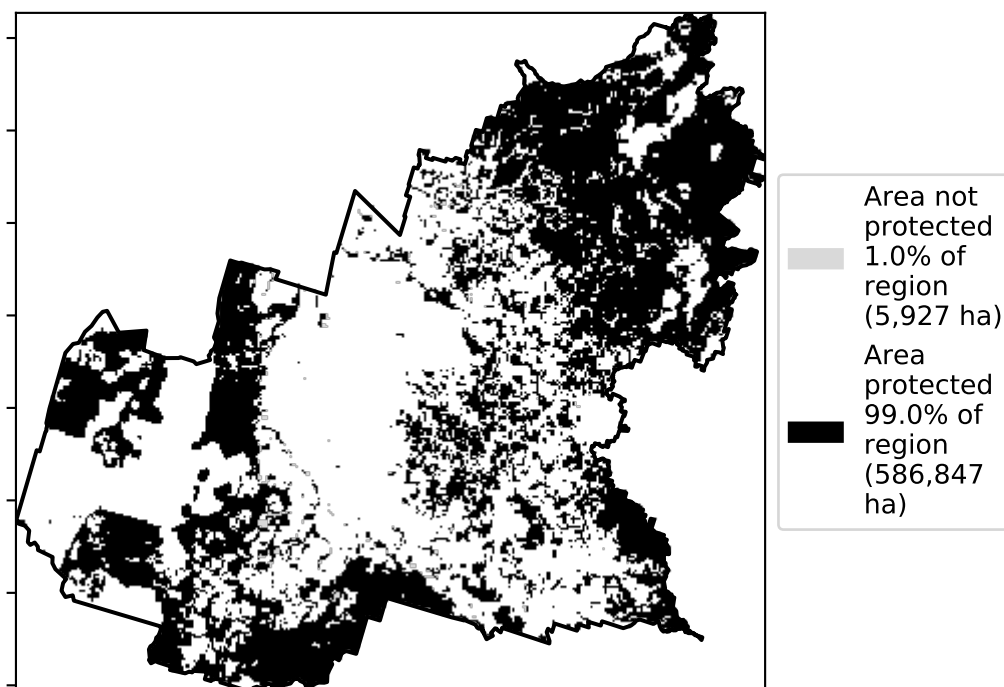 Area not
protected
1.0% of
region
(5,927 ha)
Area
protected
99.0% of
region
(586,847
ha)